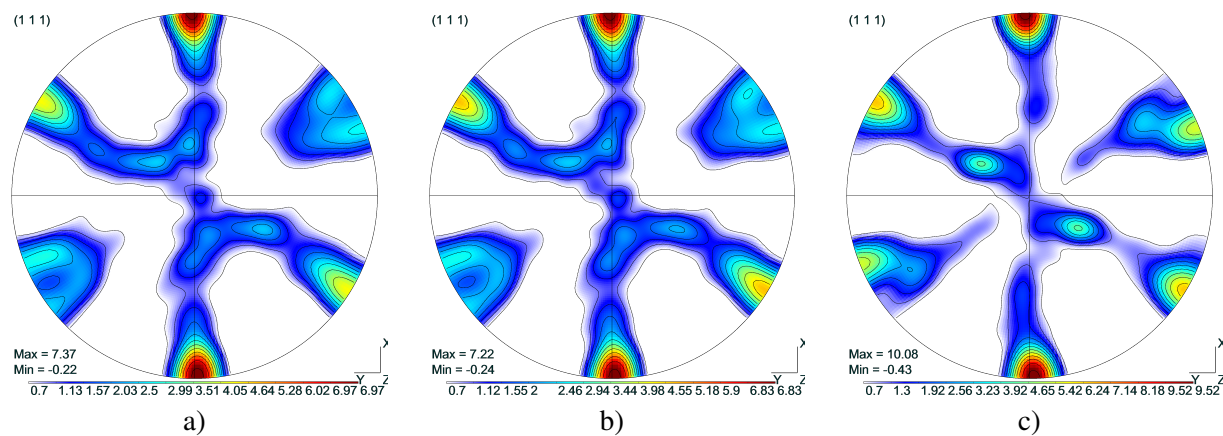 (1 1 1)
X
Max = 7.37
Min = -0.22
Y Z
0.7 1.13 1.57 2.03 2.5 2.99 3.51 4.05 4.64 5.28 6.02 6.97 6.97
a)
(1 1 1)
X
Max = 7.22
Min = -0.24
Y Z
0.7 1.12 1.55 2 2.46 2.94 3.44 3.98 4.55 5.18 5.9 6.83 6.83
b)
(1 1 1)
X
Max = 10.08
Min = -0.43
Y Z
0.7 1.3 1.92 2.56 3.23 3.92 4.65 5.42 6.24 7.14 8.18 9.52 9.52
c)